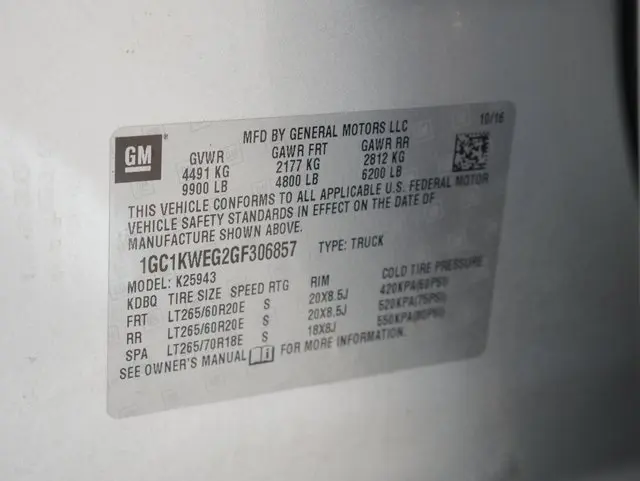 GM
MFD BY GENERAL MOTORS LLC 10/16
GVWR GAWR FRT GAWR RR
4491 KG 2177 KG 2812 KG
9900 LB 4800 LB 6200 LB
THIS VEHICLE CONFORMS TO ALL APPLICABLE U.S. FEDERAL MOTOR
VEHICLE SAFETY STANDARDS IN EFFECT ON THE DATE OF
MANUFACTURE SHOWN ABOVE.
1GC1KWEG2GF306857 TYPE: TRUCK
MODEL: K25943
KDBQ TIRE SIZE SPEED RTG RIM COLD TIRE PRESSURE
FRT LT265/60R20E S 20X8.5J 420KPA(60PSI)
RR LT265/60R20E S 20X8.5J 520KPA(75PSI)
SPA LT265/70R18E S 18X8J 550KPA(80PSI)
SEE OWNER'S MANUAL FOR MORE INFORMATION.